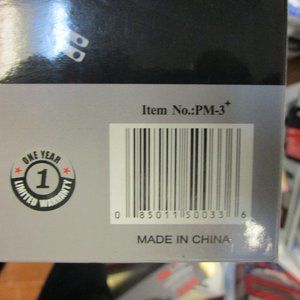 Item No.:PM-3+
ONE YEAR
1
LIMITED WARRANTY
0 85011 50033 6
MADE IN CHINA